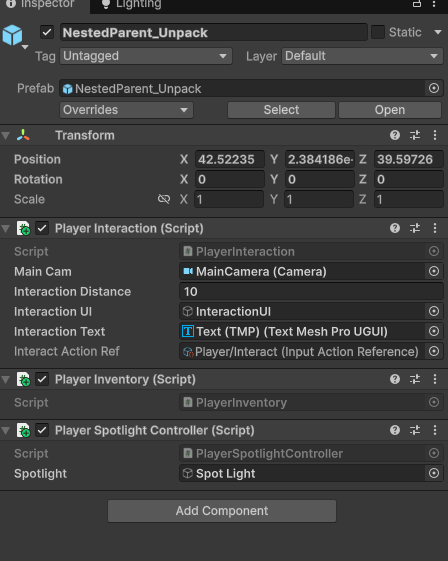 Inspector
Lighting
NestedParent_Unpack
Static
Tag Untagged Layer Default
Prefab NestedParent_Unpack
Overrides Select Open
Transform
Position X 42.52235 Y 2.384186e- Z 39.59726
Rotation X 0 Y 0 Z 0
Scale X 1 Y 1 Z 1
Player Interaction (Script)
Script PlayerInteraction
Main Cam MainCamera (Camera)
Interaction Distance 10
Interaction UI InteractionUI
Interaction Text Text (TMP) (Text Mesh Pro UGUI)
Interact Action Ref Player/Interact (Input Action Reference)
Player Inventory (Script)
Script PlayerInventory
Player Spotlight Controller (Script)
Script PlayerSpotlightController
Spotlight Spot Light
Add Component